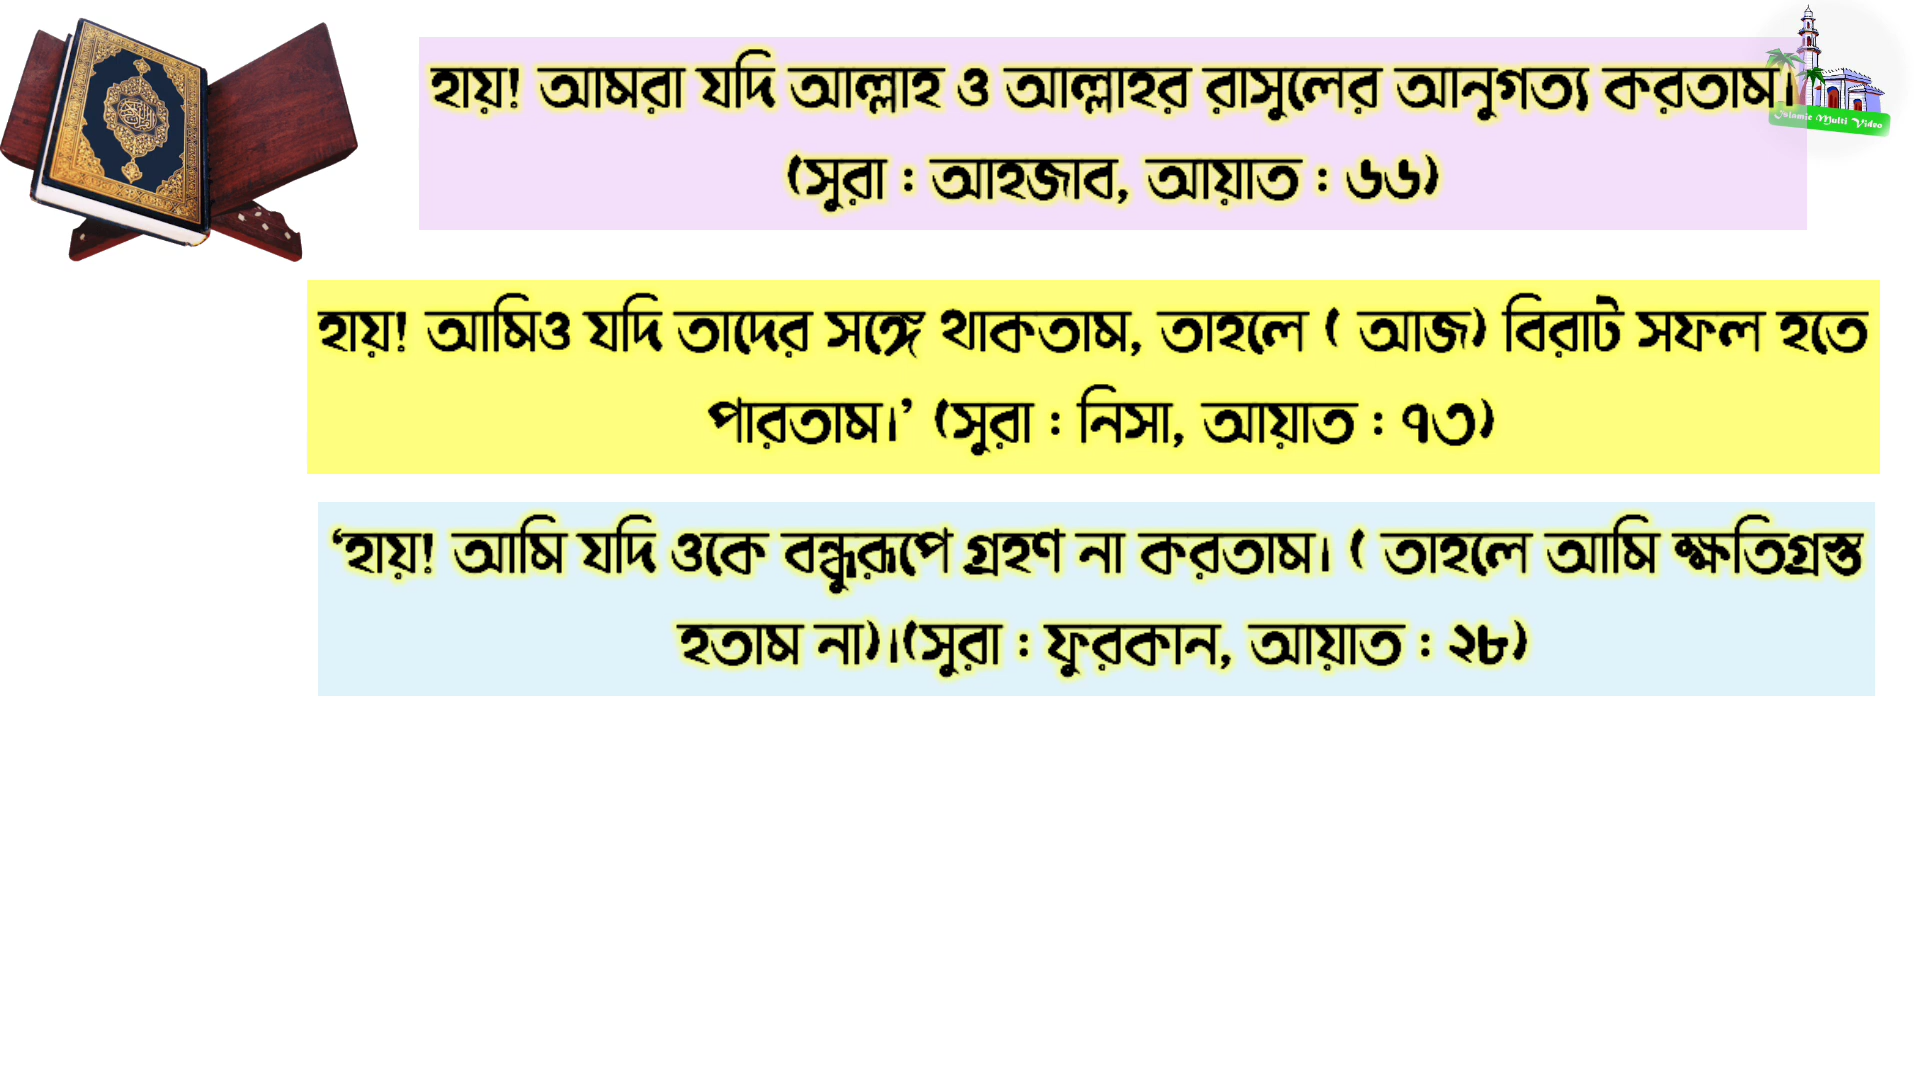 হায়! আমরা যদি আল্লাহ ও আল্লাহর রাসুলের আনুগত্য করতাম।
(সুরা : আহজাব, আয়াত : ৬৬)
Islamic Multi Video
হায়! আমিও যদি তাদের সঙ্গে থাকতাম, তাহলে ( আজ) বিরাট সফল হতে
পারতাম।’ (সুরা : নিসা, আয়াত : ৭৩)
‘হায়! আমি যদি ওকে বন্ধুরূপে গ্রহণ না করতাম। ( তাহলে আমি ক্ষতিগ্রস্ত
হতাম না)।(সুরা : ফুরকান, আয়াত : ২৮)